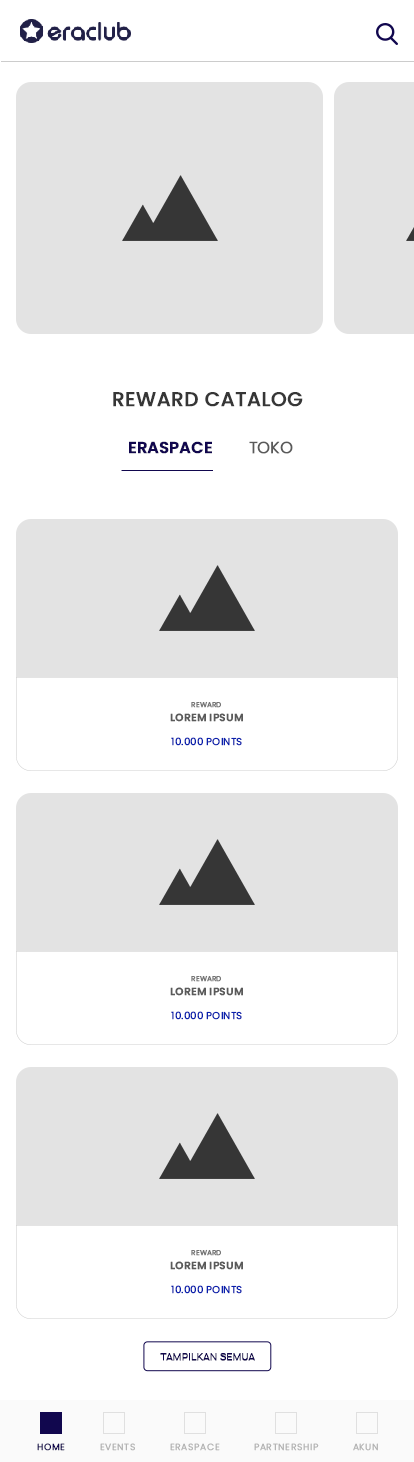 eraclub
REWARD CATALOG
ERASPACE TOKO
REWARD
LOREM IPSUM
10.000 POINTS
REWARD
LOREM IPSUM
10.000 POINTS
REWARD
LOREM IPSUM
10.000 POINTS
TAMPILKAN SEMUA
HOME EVENTS ERASPACE PARTNERSHIP AKUN